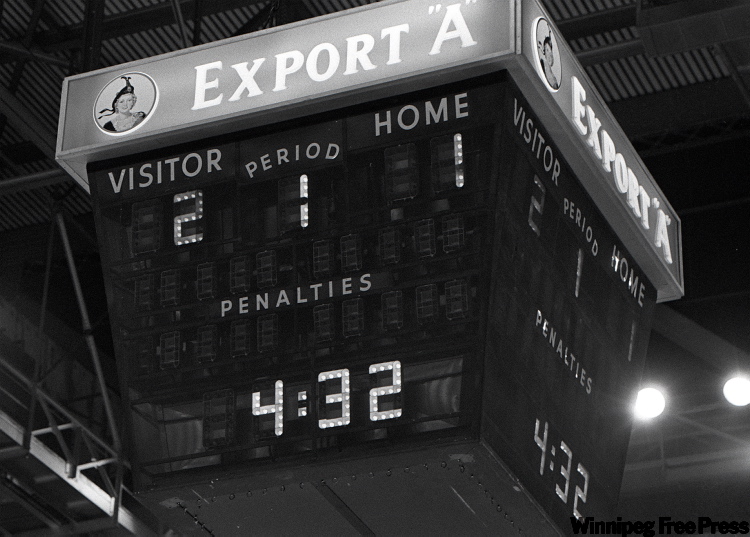 EXPORT "A"
VISITOR PERIOD HOME
2 1 1
PENALTIES
4:32
EXPORT "A"
VISITOR PERIOD HOME
2 1 1
PENALTIES
4:32
Winnipeg Free Press